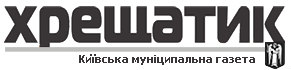 хрещатик
Київська муніципальна газета